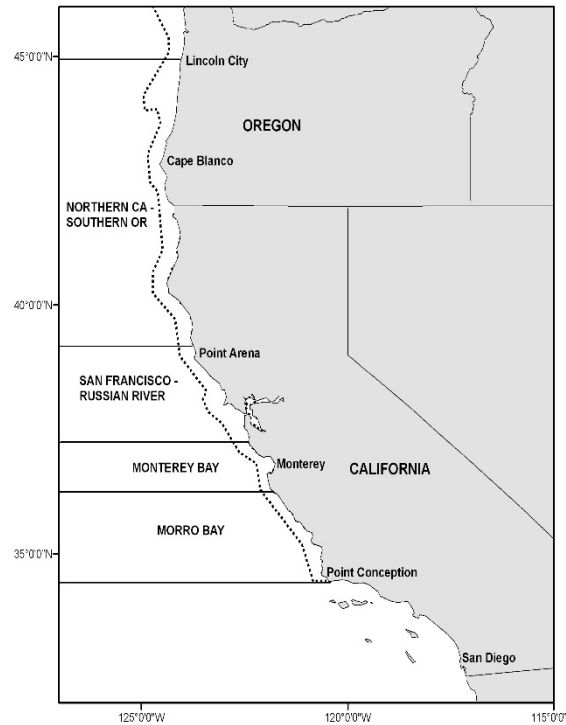 45°0'0"N
Lincoln City
OREGON
Cape Blanco
NORTHERN CA -
SOUTHERN OR
40°0'0"N
Point Arena
SAN FRANCISCO -
RUSSIAN RIVER
MONTEREY BAY
Monterey
CALIFORNIA
MORRO BAY
35°0'0"N
Point Conception
San Diego
125°0'0"W
120°0'0"W
115°0'0"W